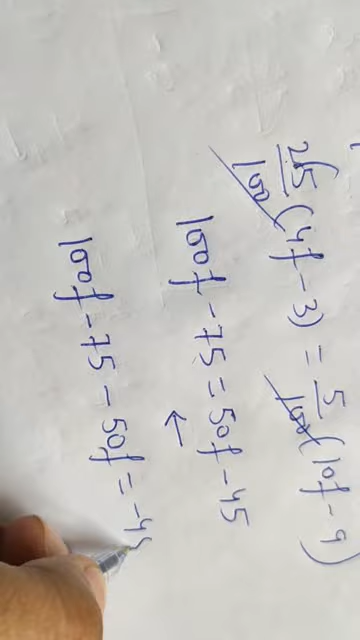 25/100 (4f - 3) = 5/100 (10f - 9)
100f - 75 = 50f - 45
←
100f - 75 - 50f = -45